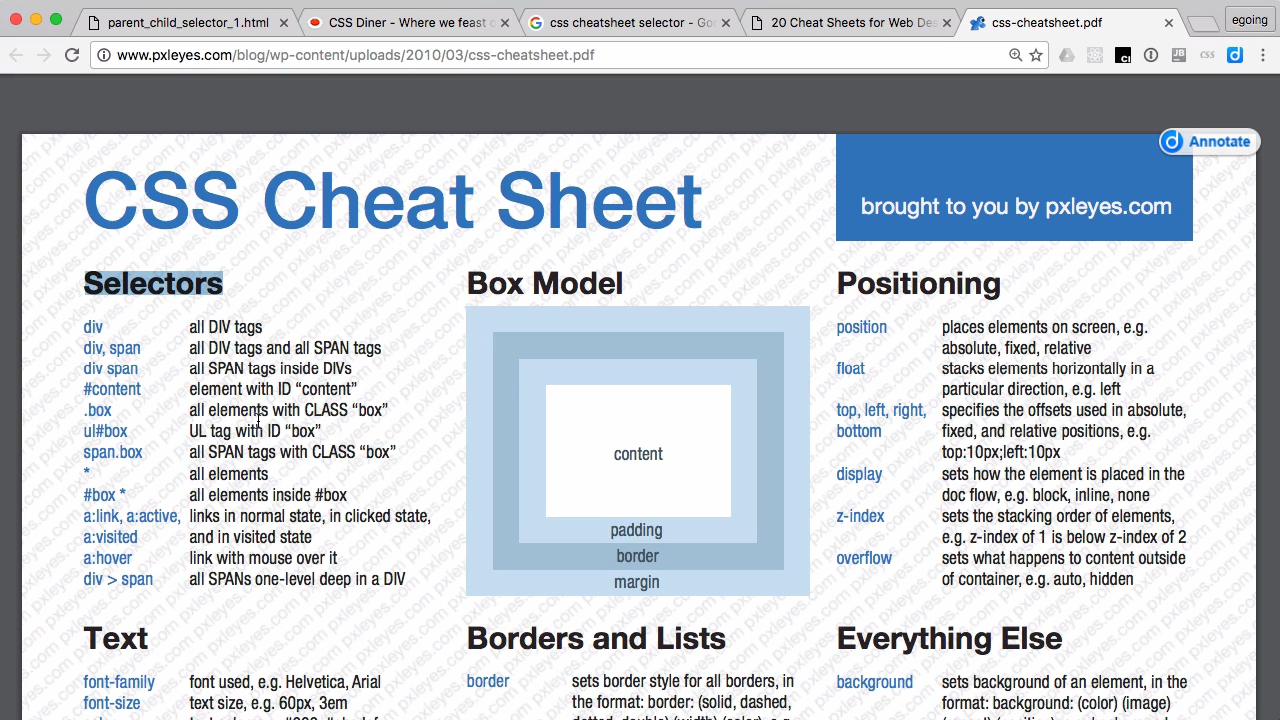 parent_child_selector_1.html
CSS Diner - Where we feast o
css cheatsheet selector - Go
20 Cheat Sheets for Web De
css-cheatsheet.pdf
egoing
www.pxleyes.com/blog/wp-content/uploads/2010/03/css-cheatsheet.pdf
JB
css
d
d Annotate
CSS Cheat Sheet
brought to you by pxleyes.com
Selectors
div all DIV tags
div, span all DIV tags and all SPAN tags
div span all SPAN tags inside DIVs
#content element with ID “content”
.box all elements with CLASS “box”
ul#box UL tag with ID “box”
span.box all SPAN tags with CLASS “box”
* all elements
#box * all elements inside #box
a:link, a:active, links in normal state, in clicked state,
a:visited and in visited state
a:hover link with mouse over it
div > span all SPANs one-level deep in a DIV
Box Model
content
padding
border
margin
Positioning
position places elements on screen, e.g.
absolute, fixed, relative
float stacks elements horizontally in a
particular direction, e.g. left
top, left, right, specifies the offsets used in absolute,
bottom fixed, and relative positions, e.g.
top:10px;left:10px
display sets how the element is placed in the
doc flow, e.g. block, inline, none
z-index sets the stacking order of elements,
e.g. z-index of 1 is below z-index of 2
overflow sets what happens to content outside
of container, e.g. auto, hidden
Text
font-family font used, e.g. Helvetica, Arial
font-size text size, e.g. 60px, 3em
Borders and Lists
border sets border style for all borders, in
the format: border: (solid, dashed,
Everything Else
background sets background of an element, in the
format: background: (color) (image)